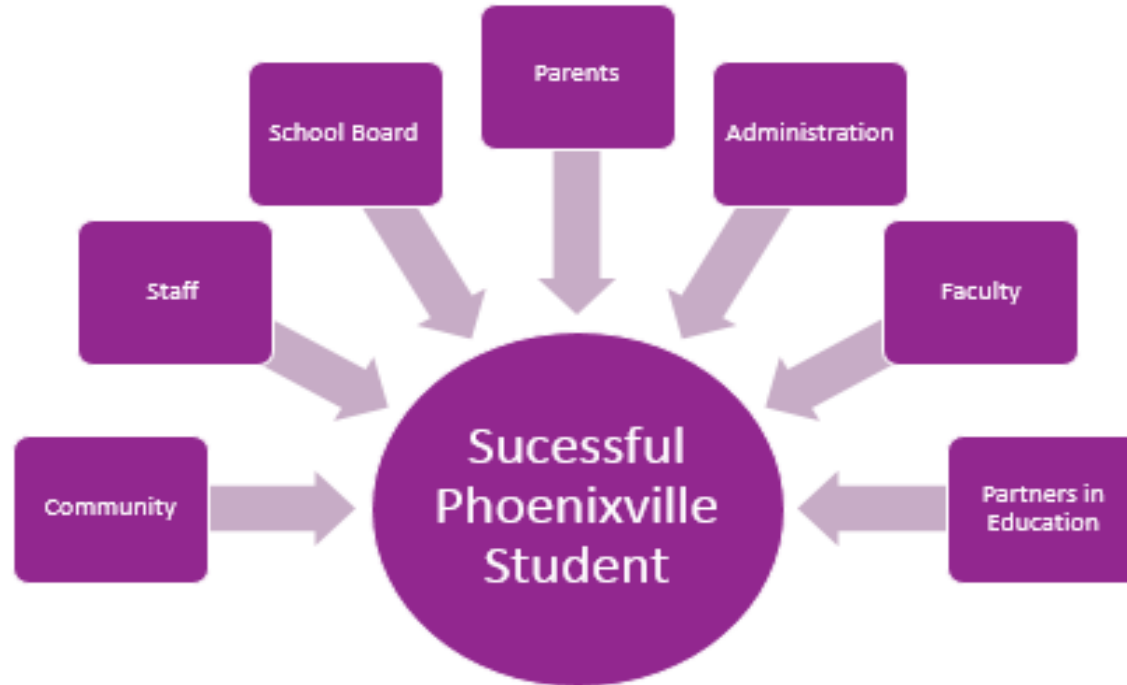 Parents
School Board
Administration
Staff
Faculty
Community
Sucessful
Phoenixville
Student
Partners in
Education